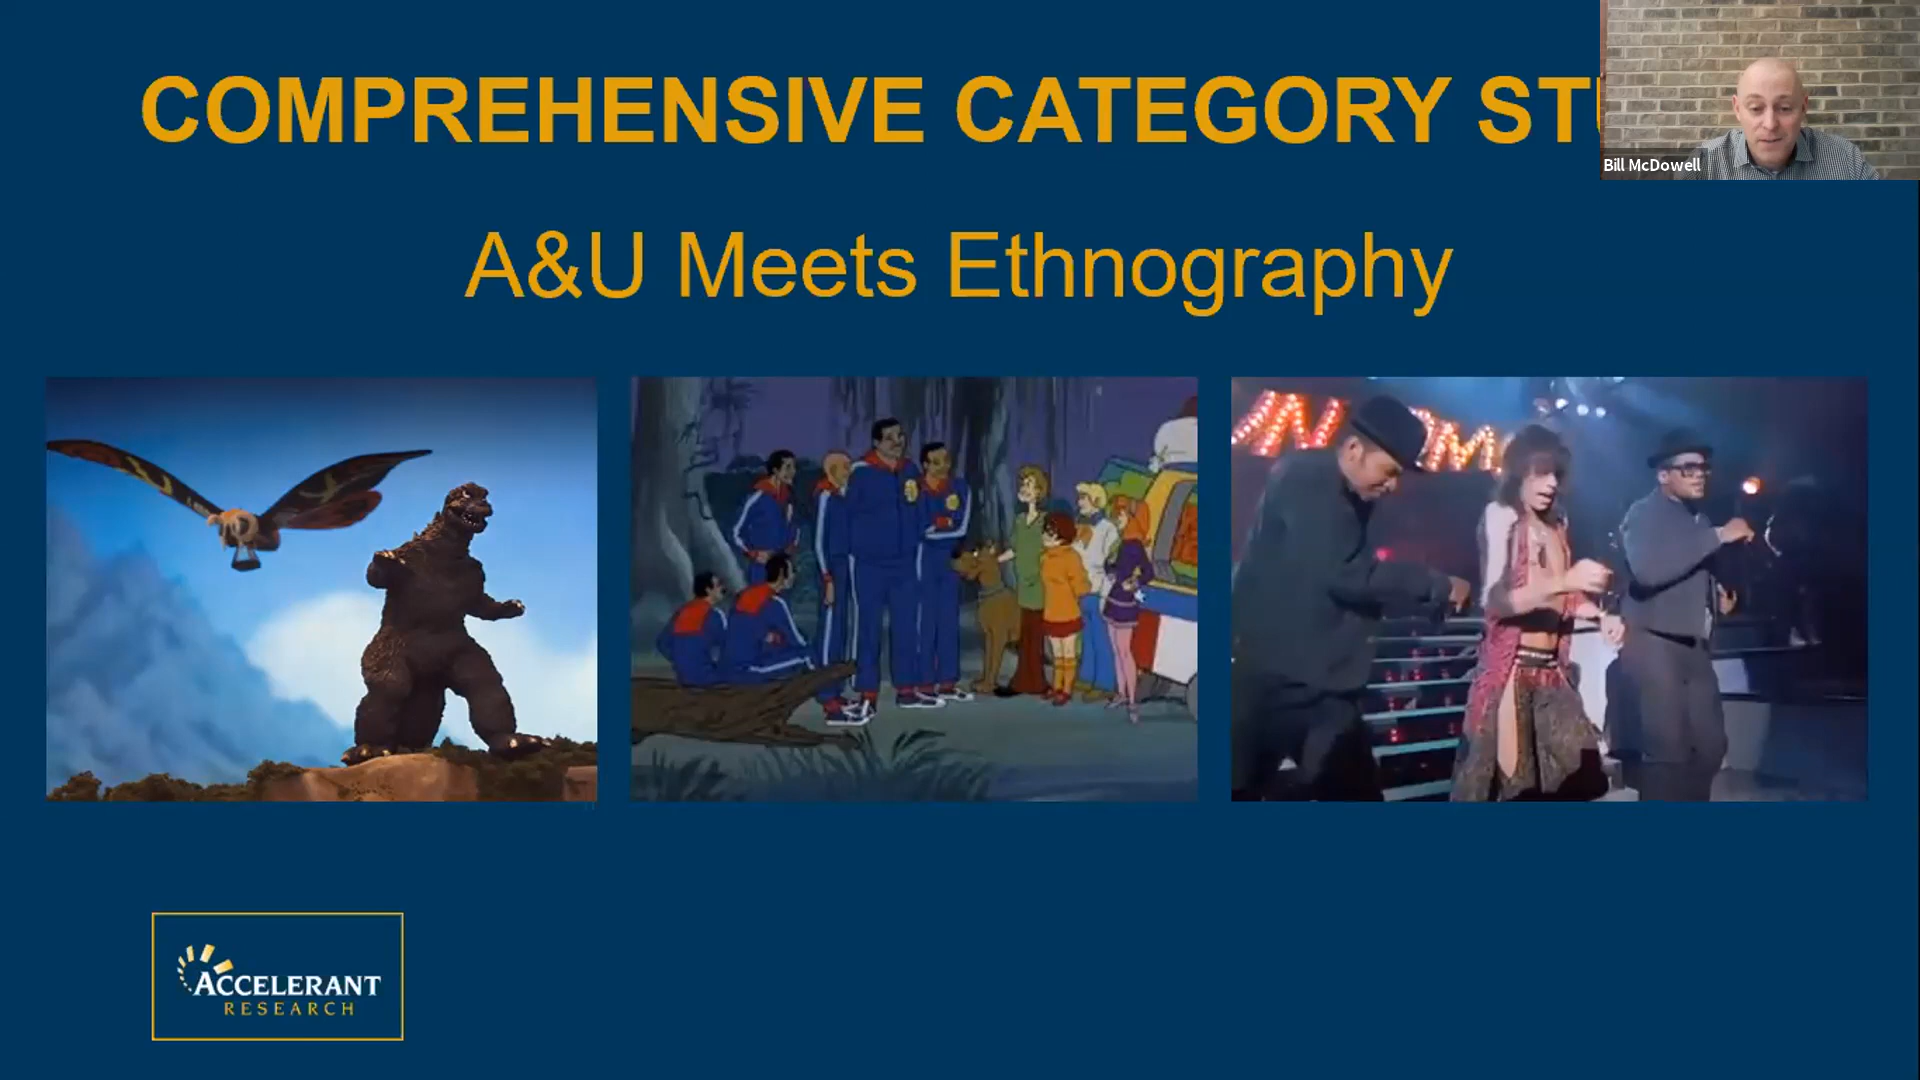 COMPREHENSIVE CATEGORY ST
Bill McDowell
A&U Meets Ethnography
ACCELERANT
RESEARCH